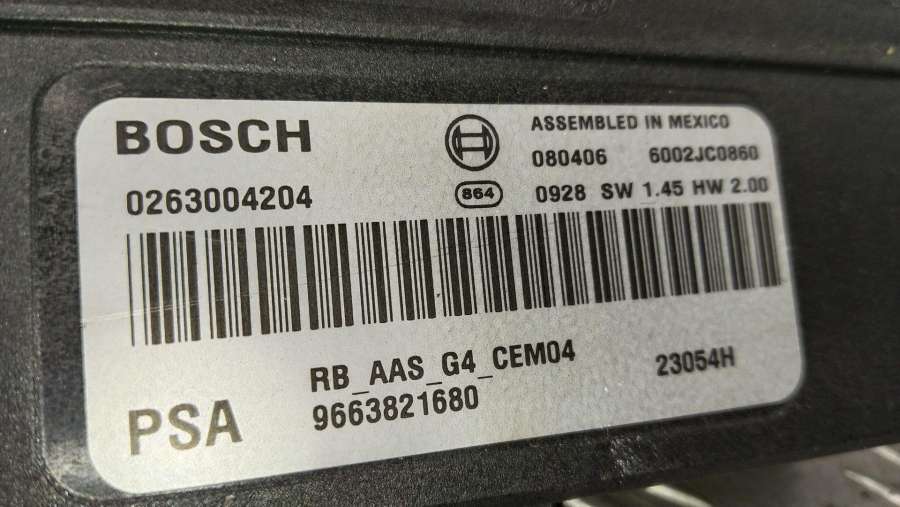 BOSCH
ASSEMBLED IN MEXICO
080406 6002JC0860
0263004204
864
0928 SW 1.45 HW 2.00
RB_AAS_G4_CEM04
23054H
PSA
9663821680